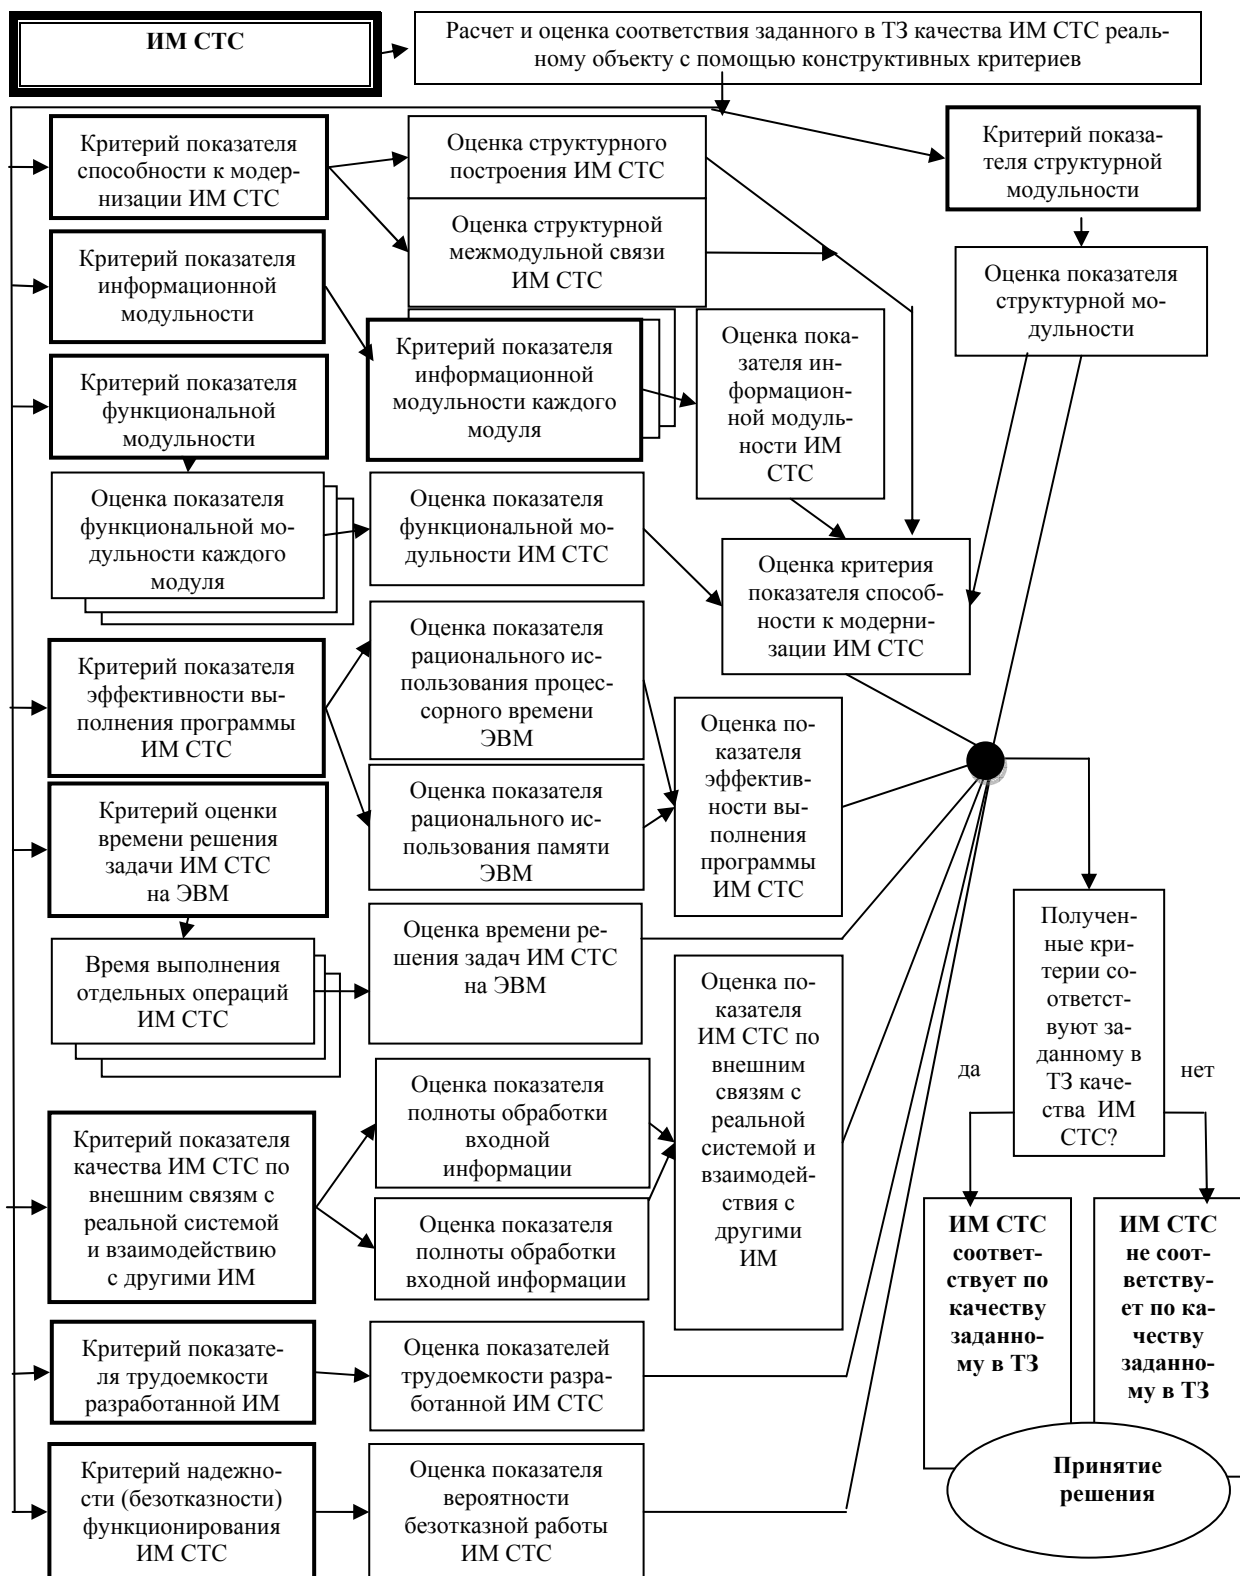 ИМ СТС
Расчет и оценка соответствия заданного в ТЗ качества ИМ СТС реаль-
ному объекту с помощью конструктивных критериев
Критерий показателя
способности к модер-
низации ИМ СТС
Оценка структурного
построения ИМ СТС
Критерий показа-
теля структурной
модульности
Оценка структурной
межмодульной связи
ИМ СТС
Критерий показателя
информационной
модульности
Оценка показателя
структурной мо-
дульности
Критерий показателя
информационной
модульности каждого
модуля
Оценка пока-
зателя ин-
формацион-
ной модуль-
ности ИМ
СТС
Критерий показателя
функциональной
модульности
Оценка показателя
функциональной мо-
дульности каждого
модуля
Оценка показателя
функциональной мо-
дульности ИМ СТС
Оценка критерия
показателя способ-
ности к модерни-
зации ИМ СТС
Критерий показателя
эффективности вы-
полнения программы
ИМ СТС
Оценка показателя
рационального ис-
пользования процес-
сорного времени
ЭВМ
Оценка по-
казателя
эффектив-
ности вы-
полнения
программы
ИМ СТС
Оценка показателя
рационального ис-
пользования памяти
ЭВМ
Критерий оценки
времени решения
задачи ИМ СТС
на ЭВМ
Время выполнения
отдельных операций
ИМ СТС
Оценка времени ре-
шения задач ИМ СТС
на ЭВМ
Получен-
ные кри-
терии со-
ответст-
вуют за-
данному в
ТЗ каче-
ства ИМ
СТС?
да
нет
Оценка по-
казателя
ИМ СТС по
внешним
связям с
реальной
системой и
взаимодей-
ствия с
другими
ИМ
Оценка показателя
полноты обработки
входной
информации
Критерий показателя
качества ИМ СТС по
внешним связям с
реальной системой
и взаимодействию
с другими ИМ
Оценка показателя
полноты обработки
входной информации
ИМ СТС
соответ-
ствует по
качеству
заданно-
му в ТЗ
ИМ СТС
не соот-
ветству-
ет по ка-
честву
заданно-
му в ТЗ
Критерий показате-
ля трудоемкости
разработанной ИМ
Оценка показателей
трудоемкости разра-
ботанной ИМ СТС
Критерий надежно-
сти (безотказности)
функционирования
ИМ СТС
Оценка показателя
вероятности
безотказной работы
ИМ СТС
Принятие
решения